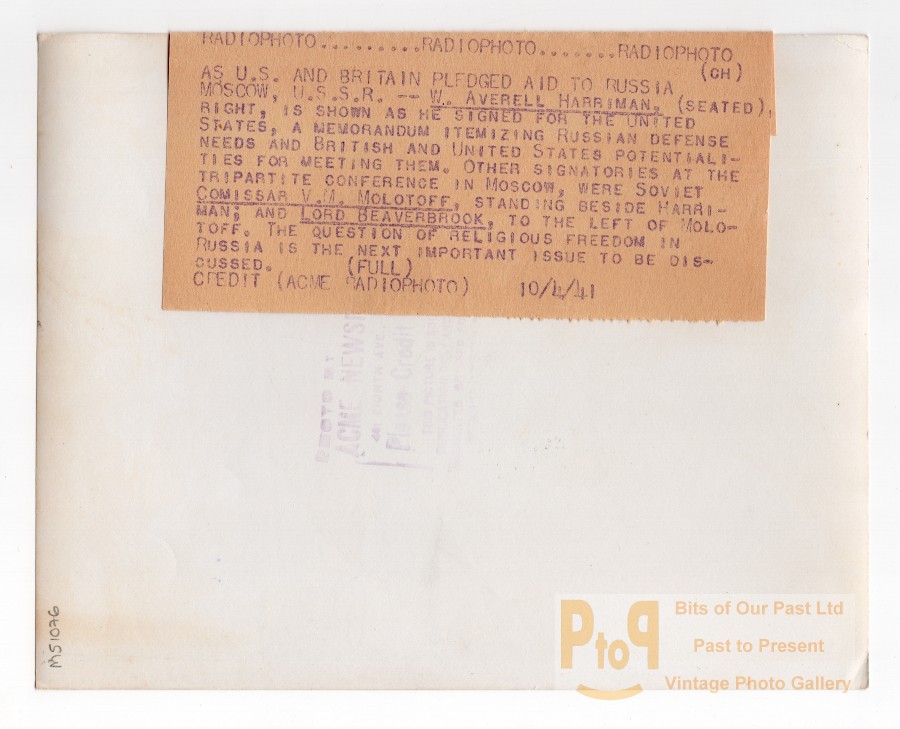 RADIOPHOTO.........RADIOPHOTO.......RADIOPHOTO
(CH)
AS U.S. AND BRITAIN PLEDGED AID TO RUSSIA
MOSCOW, U.S.S.R. -- W. AVERELL HARRIMAN, (SEATED),
RIGHT, IS SHOWN AS HE SIGNED FOR THE UNITED
STATES, A MEMORANDUM ITEMIZING RUSSIAN DEFENSE
NEEDS AND BRITISH AND UNITED STATES POTENTIALI-
TIES FOR MEETING THEM. OTHER SIGNATORIES AT THE
TRIPARTITE CONFERENCE IN MOSCOW, WERE SOVIET
COMISSAR V.M. MOLOTOFF, STANDING BESIDE HARRI-
MAN; AND LORD BEAVERBROOK, TO THE LEFT OF MOLO-
TOFF. THE QUESTION OF RELIGIOUS FREEDOM IN
RUSSIA IS THE NEXT IMPORTANT ISSUE TO BE DIS-
CUSSED. (FULL)
CREDIT (ACME RADIOPHOTO) 10/4/41
PHOTO BY
ACME
Please Credit
M51076
PtoP
Bits of Our Past Ltd
Past to Present
Vintage Photo Gallery